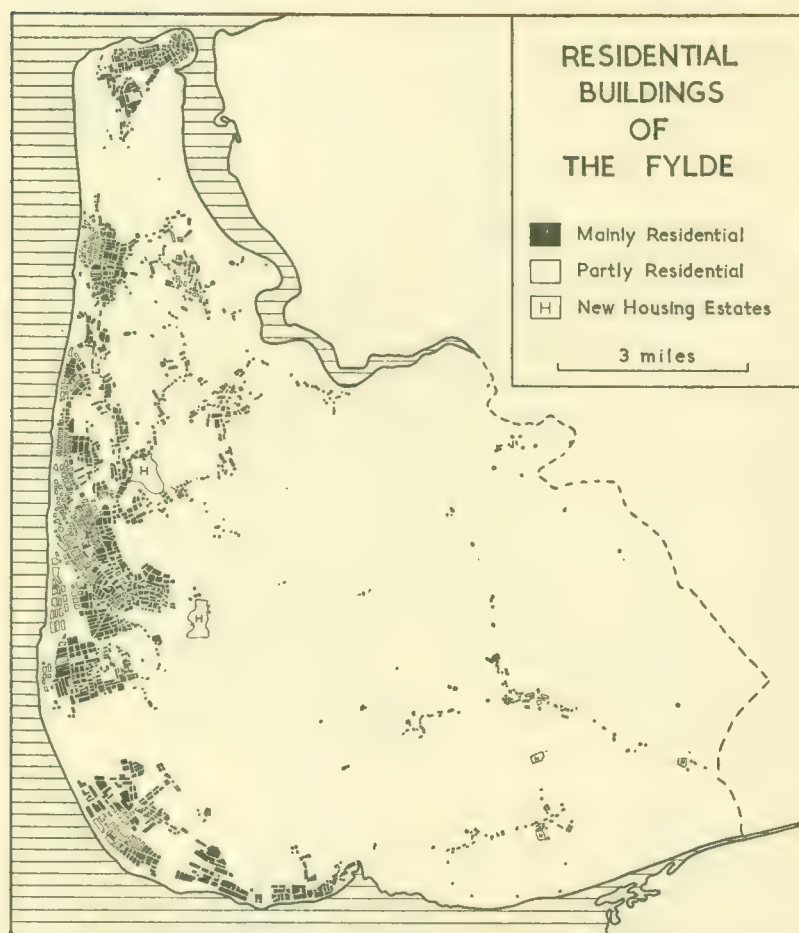 RESIDENTIAL
BUILDINGS
OF
THE FYLDE
Mainly Residential
Partly Residential
H New Housing Estates
3 miles
H
H